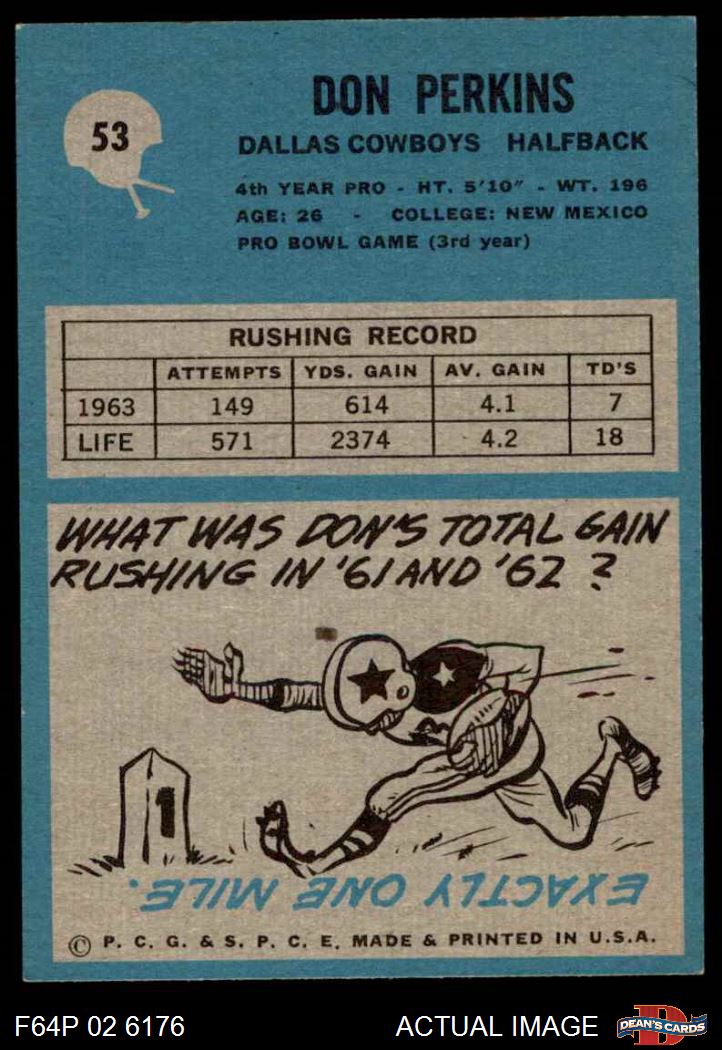 53
DON PERKINS
DALLAS COWBOYS HALFBACK
4th YEAR PRO - HT. 5'10" - WT. 196
AGE: 26 - COLLEGE: NEW MEXICO
PRO BOWL GAME (3rd year)
RUSHING RECORD
ATTEMPTS YDS. GAIN AV. GAIN TD'S
1963 149 614 4.1 7
LIFE 571 2374 4.2 18
WHAT WAS DON'S TOTAL GAIN
RUSHING IN '61 AND '62 ?
1
EXACTLY ONE MILE.
© P. C. G. & S. P. C. E. MADE & PRINTED IN U.S.A.
F64P 02 6176
ACTUAL IMAGE
D
DEAN'S CARDS